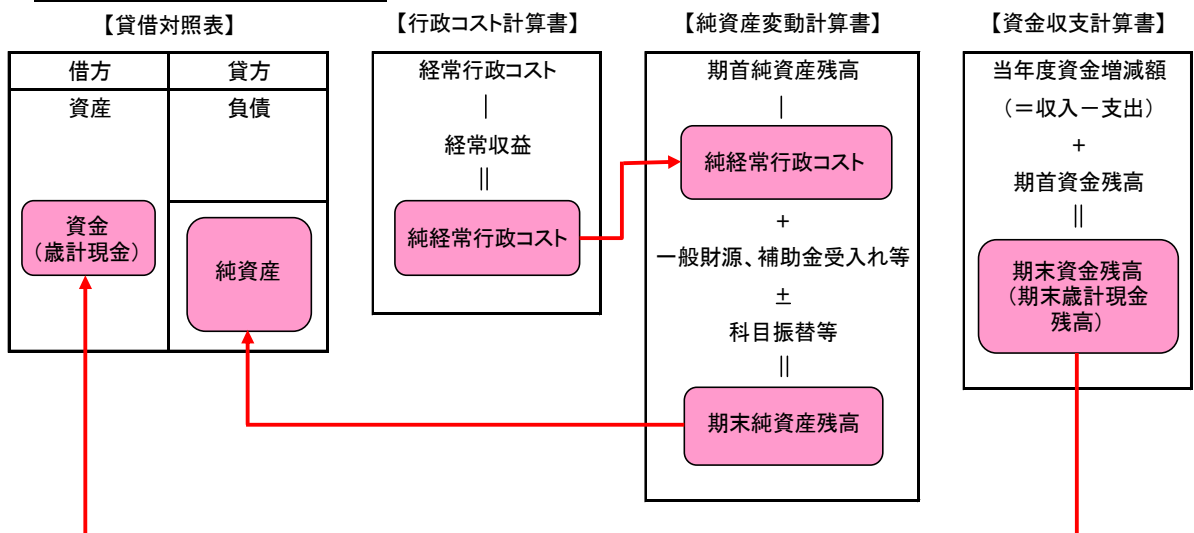 【貸借対照表】
借方
貸方
資産
負債
資金
(歳計現金)
純資産
【行政コスト計算書】
経常行政コスト
|
経常収益
||
純経常行政コスト
【純資産変動計算書】
期首純資産残高
|
純経常行政コスト
+
一般財源、補助金受入れ等
±
科目振替等
||
期末純資産残高
【資金収支計算書】
当年度資金増減額
(=収入-支出)
+
期首資金残高
||
期末資金残高
(期末歳計現金
残高)